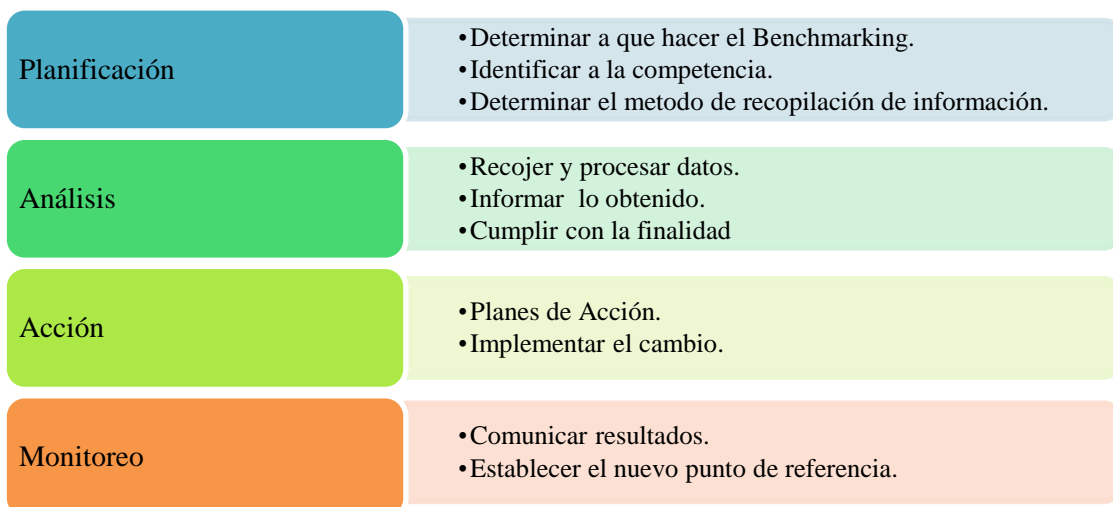 Planificación
•Determinar a que hacer el Benchmarking.
•Identificar a la competencia.
•Determinar el metodo de recopilación de información.
Análisis
•Recojer y procesar datos.
•Informar  lo obtenido.
•Cumplir con la finalidad
Acción
•Planes de Acción.
•Implementar el cambio.
Monitoreo
•Comunicar resultados.
•Establecer el nuevo punto de referencia.